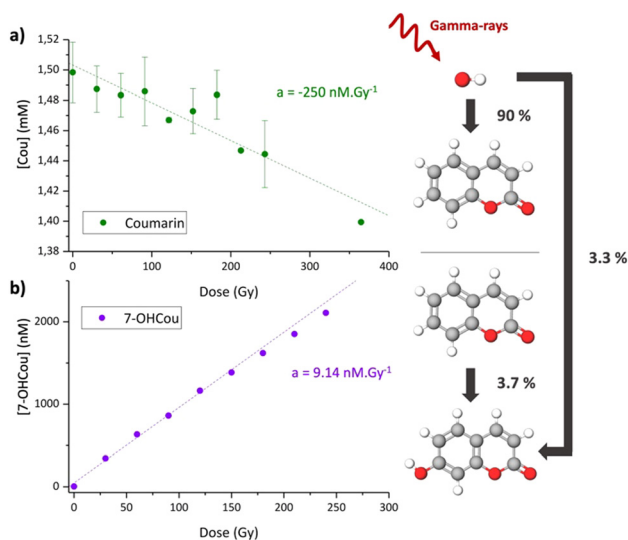 a)
1,52
1,50
1,48
1,46
1,44
1,42
1,40
1,38
[Cou] (mM)
a = -250 nM.Gy-1
Coumarin
0
100
200
300
400
Dose (Gy)
b)
2000
1000
0
[7-OHCou] (nM)
7-OHCou
a = 9.14 nM.Gy-1
0
50
100
150
200
250
300
Dose (Gy)
Gamma-rays
90 %
3.3 %
3.7 %